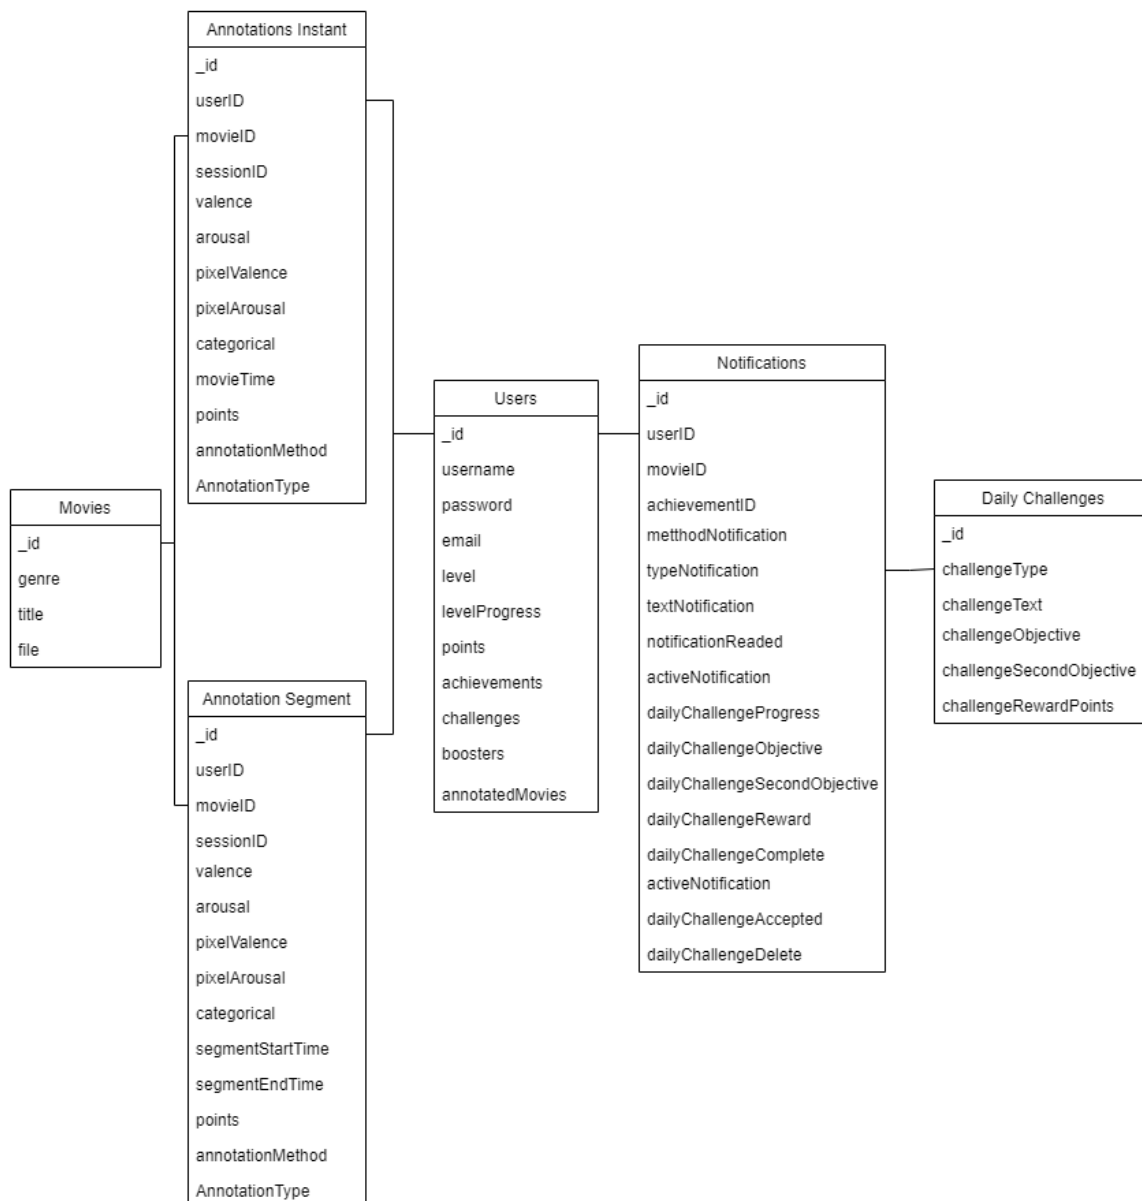 Annotations Instant
_id
userID
movieID
sessionID
valence
arousal
pixelValence
pixelArousal
categorical
movieTime
points
annotationMethod
AnnotationType
Movies
_id
genre
title
file
Annotation Segment
_id
userID
movieID
sessionID
valence
arousal
pixelValence
pixelArousal
categorical
segmentStartTime
segmentEndTime
points
annotationMethod
AnnotationType
Users
_id
username
password
email
level
levelProgress
points
achievements
challenges
boosters
annotatedMovies
Notifications
_id
userID
movieID
achievementID
metthodNotification
typeNotification
textNotification
notificationReaded
activeNotification
dailyChallengeProgress
dailyChallengeObjective
dailyChallengeSecondObjective
dailyChallengeReward
dailyChallengeComplete
activeNotification
dailyChallengeAccepted
dailyChallengeDelete
Daily Challenges
_id
challengeType
challengeText
challengeObjective
challengeSecondObjective
challengeRewardPoints